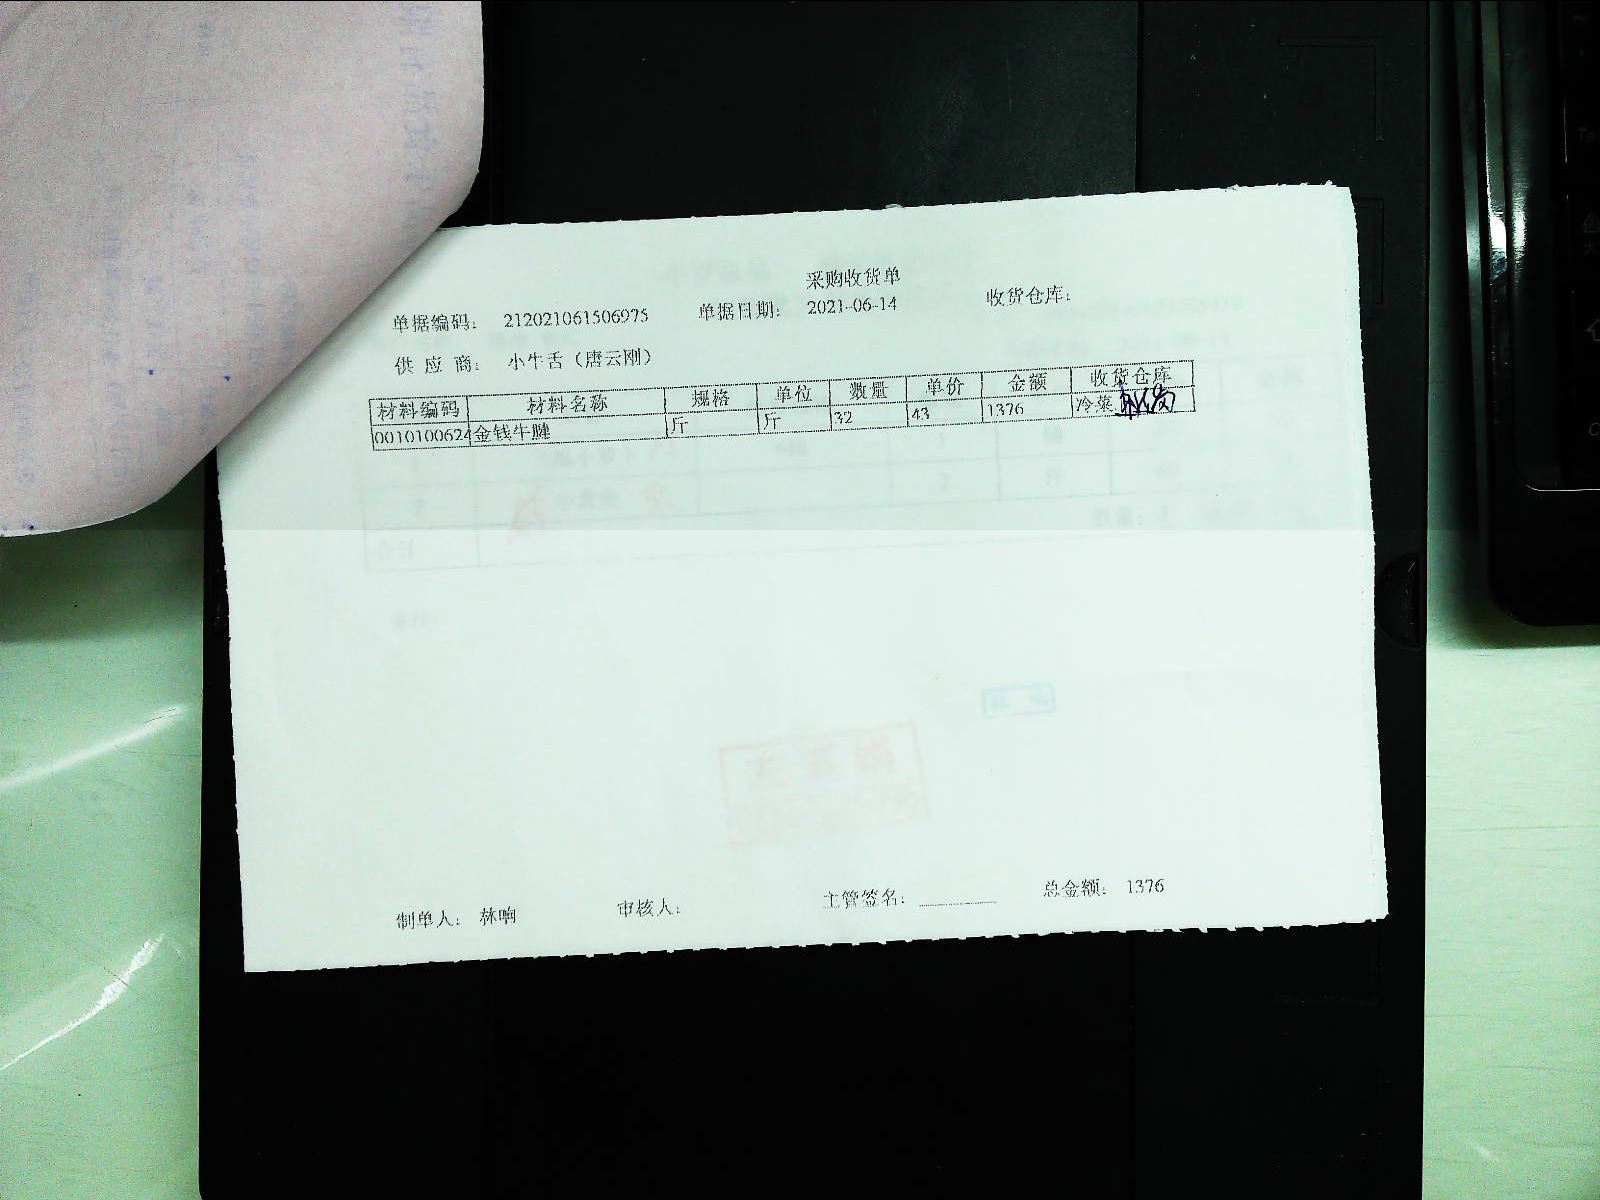 采购收货单
单据编码： 212021061506975 单据日期： 2021-06-14 收货仓库：
供 应 商： 小牛舌（唐云刚）
材料编码 材料名称 规格 单位 数量 单价 金额 收货仓库
0010100624 金钱牛腱 斤 斤 32 43 1376 冷菜
制单人： 林响 审核人： 主管签名： 总金额： 1376